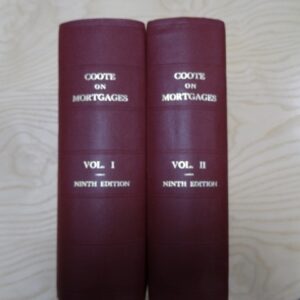 COOTE
ON
MORTGAGES
VOL. I
NINTH EDITION
COOTE
ON
MORTGAGES
VOL. II
NINTH EDITION